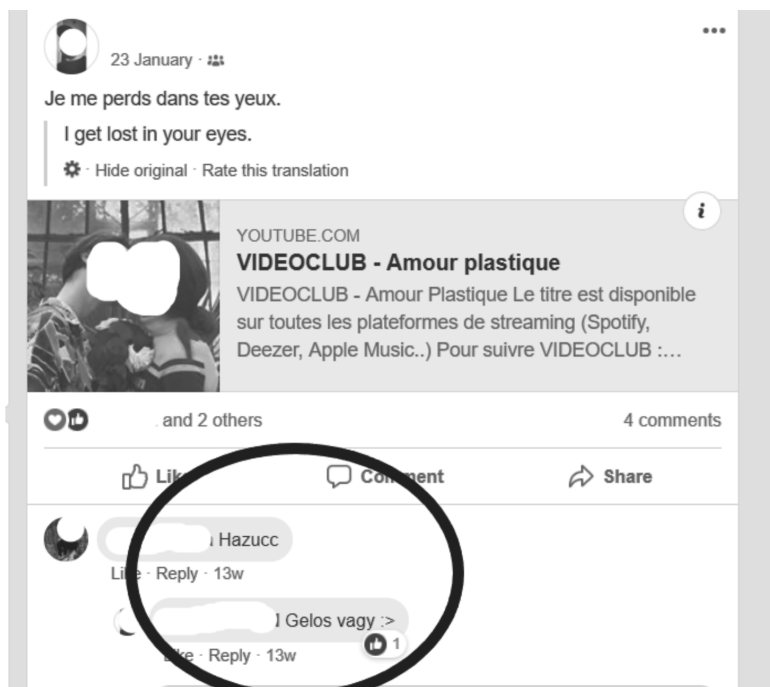 23 January ·
Je me perds dans tes yeux.
I get lost in your eyes.
· Hide original · Rate this translation
i
YOUTUBE.COM
VIDEOCLUB - Amour plastique
VIDEOCLUB - Amour Plastique Le titre est disponible
sur toutes les plateformes de streaming (Spotify,
Deezer, Apple Music..) Pour suivre VIDEOCLUB :...
and 2 others 4 comments
Like Comment Share
Hazucc
Like · Reply · 13w
Gelos vagy :>
1
Like · Reply · 13w